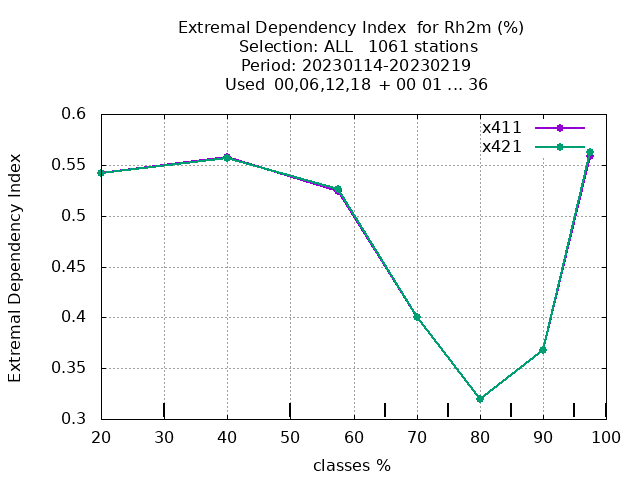 Extremal Dependency Index  for Rh2m (%)
Selection: ALL   1061 stations
Period: 20230114-20230219
Used  00,06,12,18  + 00 01 ... 36
x411
x421
Extremal Dependency Index
0.6
0.55
0.5
0.45
0.4
0.35
0.3
20 30 40 50 60 70 80 90 100
classes %